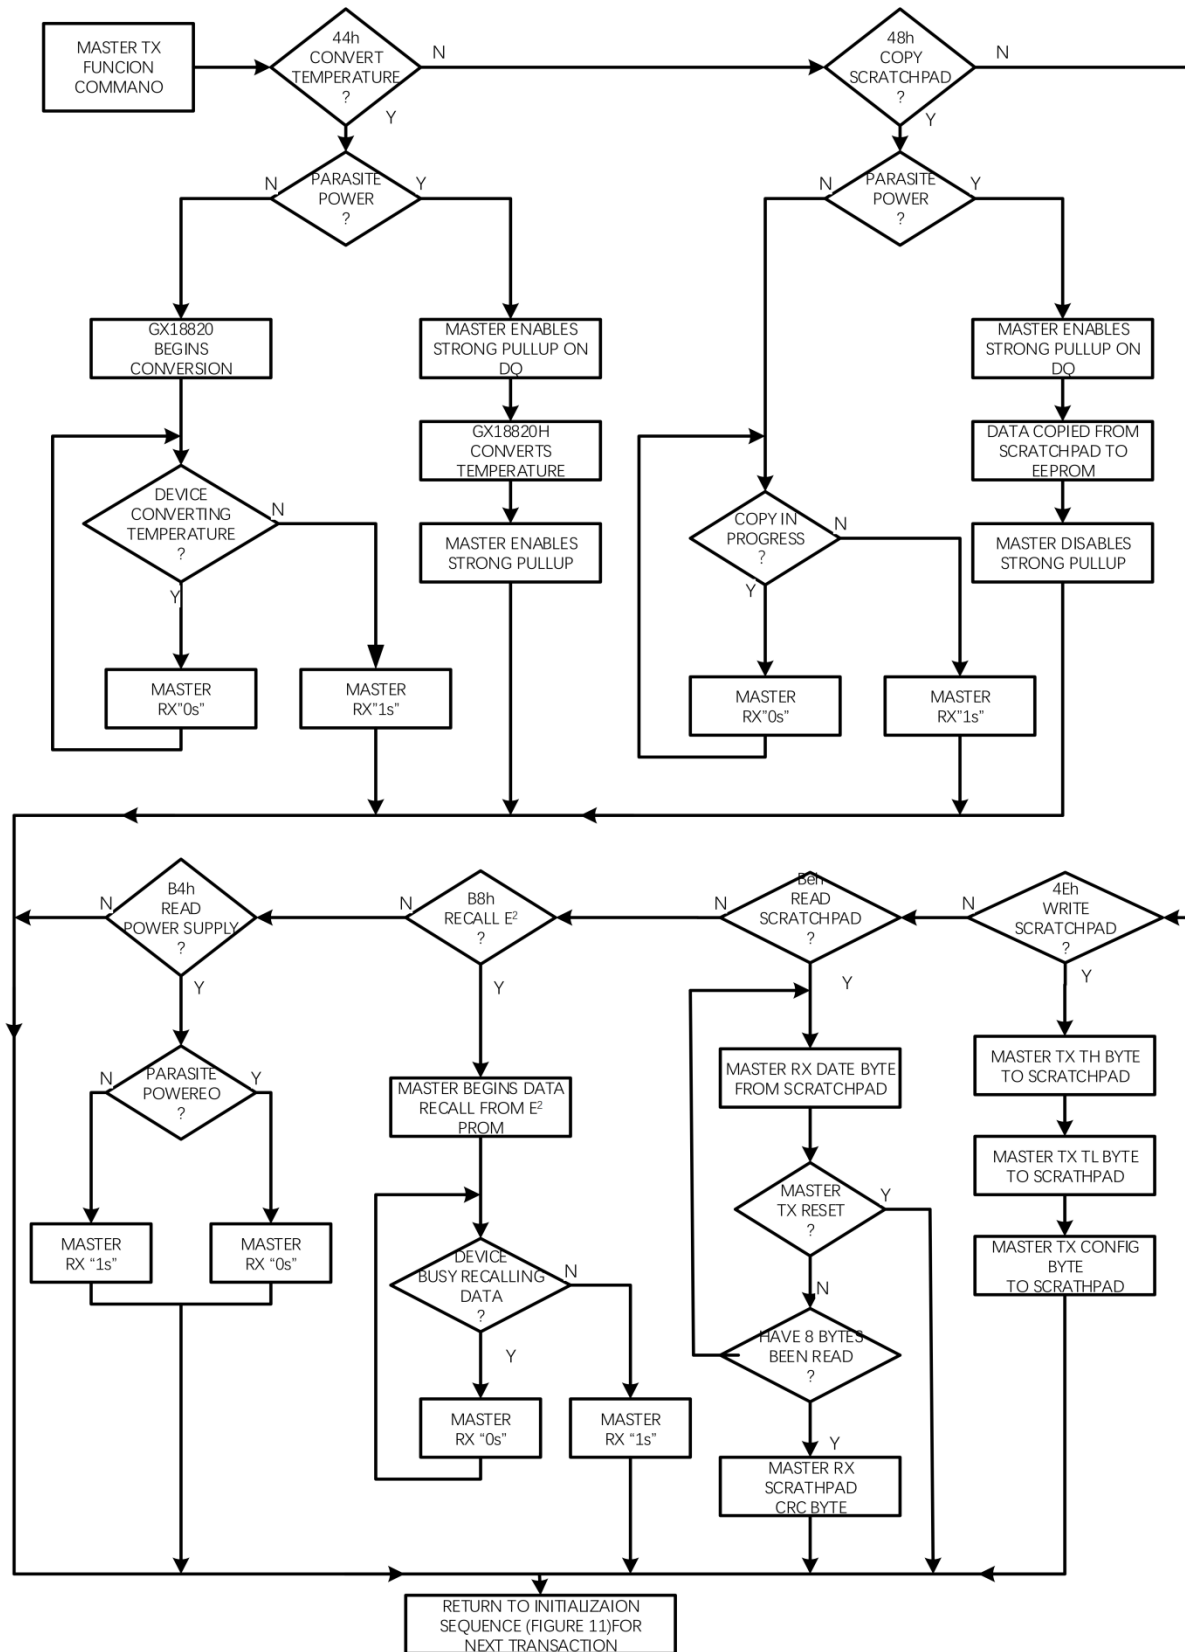 MASTER TX
FUNCION
COMMANO
44h
CONVERT
TEMPERATURE
?
N
Y
48h
COPY
SCRATCHPAD
?
N
Y
N
PARASITE
POWER
?
Y
N
PARASITE
POWER
?
Y
GX18820
BEGINS
CONVERSION
MASTER ENABLES
STRONG PULLUP ON
DQ
MASTER ENABLES
STRONG PULLUP ON
DQ
GX18820H
CONVERTS
TEMPERATURE
DATA COPIED FROM
SCRATCHPAD TO
EEPROM
DEVICE
CONVERTING
TEMPERATURE
?
N
Y
MASTER ENABLES
STRONG PULLUP
COPY IN
PROGRESS
?
N
Y
MASTER DISABLES
STRONG PULLUP
MASTER
RX"0s"
MASTER
RX"1s"
MASTER
RX"0s"
MASTER
RX"1s"
N
B4h
READ
POWER SUPPLY
?
Y
N
B8h
RECALL E²
?
Y
N
Beh
READ
SCRATCHPAD
?
Y
N
4Eh
WRITE
SCRATCHPAD
?
Y
N
PARASITE
POWEREO
?
Y
MASTER BEGINS DATA
RECALL FROM E²
PROM
MASTER RX DATE BYTE
FROM SCRATCHPAD
MASTER TX TH BYTE
TO SCRATCHPAD
MASTER
TX RESET
?
Y
N
MASTER TX TL BYTE
TO SCRATHPAD
MASTER
RX “1s”
MASTER
RX “0s”
DEVICE
BUSY RECALLING
DATA
?
N
Y
MASTER TX CONFIG
BYTE
TO SCRATHPAD
HAVE 8 BYTES
BEEN READ
?
Y
MASTER
RX “0s”
MASTER
RX “1s”
MASTER RX
SCRATHPAD
CRC BYTE
RETURN TO INITIALIZAION
SEQUENCE (FIGURE 11)FOR
NEXT TRANSACTION